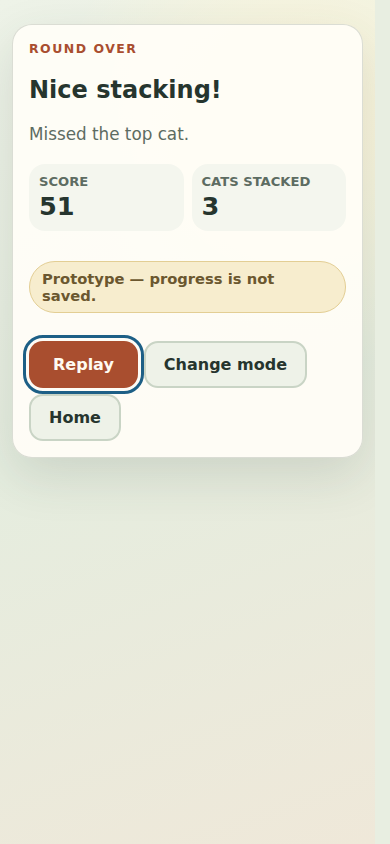 ROUND OVER
Nice stacking!
Missed the top cat.
SCORE
51
CATS STACKED
3
Prototype — progress is not
saved.
Replay
Change mode
Home